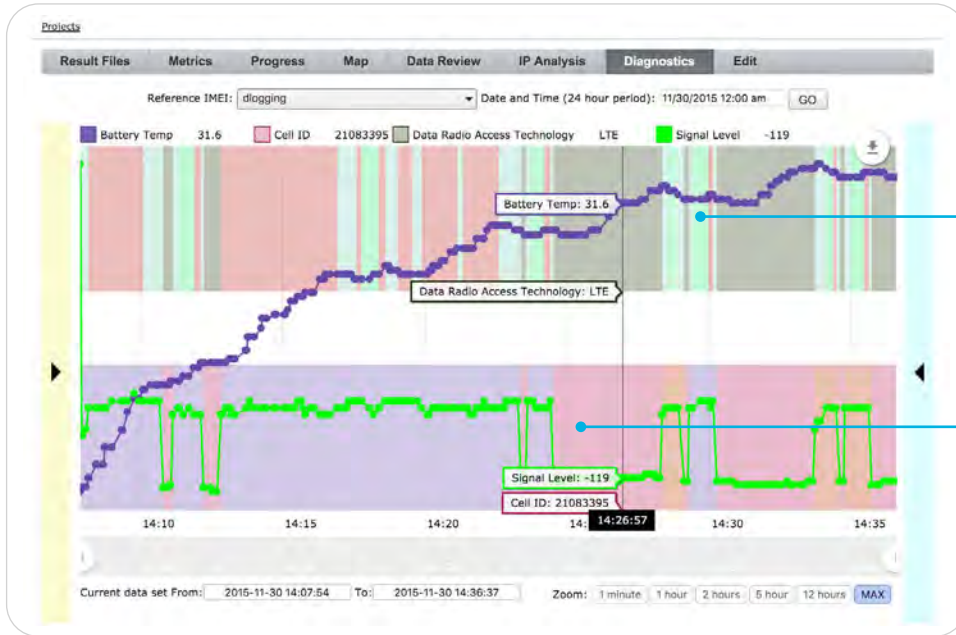 Projects
Result Files Metrics Progress Map Data Review IP Analysis Diagnostics Edit
Reference IMEI: dlogging Date and Time (24 hour period): 11/30/2015 12:00 am GO
Battery Temp 31.6 Cell ID 21083395 Data Radio Access Technology LTE Signal Level -119
Battery Temp: 31.6
Data Radio Access Technology: LTE
Signal Level: -119
Cell ID: 21083395
14:10 14:15 14:20 14: 14:26:57 14:30 14:35
Current data set From: 2015-11-30 14:07:54 To: 2015-11-30 14:36:37 Zoom: 1 minute 1 hour 2 hours 5 hour 12 hours MAX